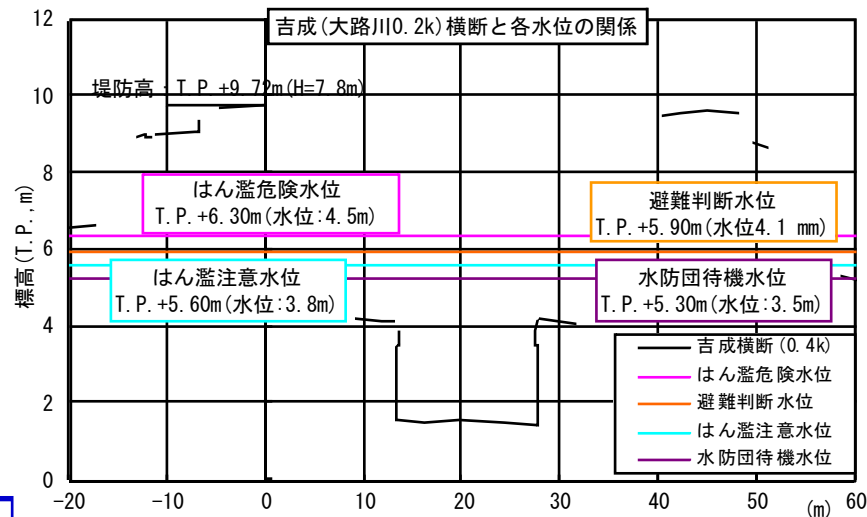 吉成(大路川0.2k)横断と各水位の関係
堤防高：T.P.+9.72m(H=7.8m)
はん濫危険水位
T.P.+6.30m(水位:4.5m)
避難判断水位
T.P.+5.90m(水位4.1 mm)
はん濫注意水位
T.P.+5.60m(水位:3.8m)
水防団待機水位
T.P.+5.30m(水位:3.5m)
標高(T.P.,m)
12
10
8
6
4
2
0
-20 -10 0 10 20 30 40 50 (m) 60
吉成横断(0.4k)
はん濫危険水位
避難判断水位
はん濫注意水位
水防団待機水位